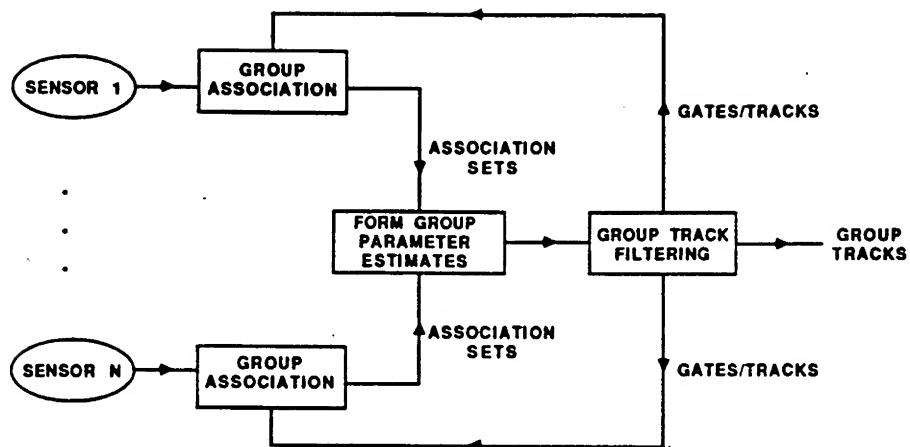 SENSOR 1
GROUP
ASSOCIATION
GATES/TRACKS
ASSOCIATION
SETS
FORM GROUP
PARAMETER
ESTIMATES
GROUP TRACK
FILTERING
GROUP
TRACKS
ASSOCIATION
SETS
SENSOR N
GROUP
ASSOCIATION
GATES/TRACKS